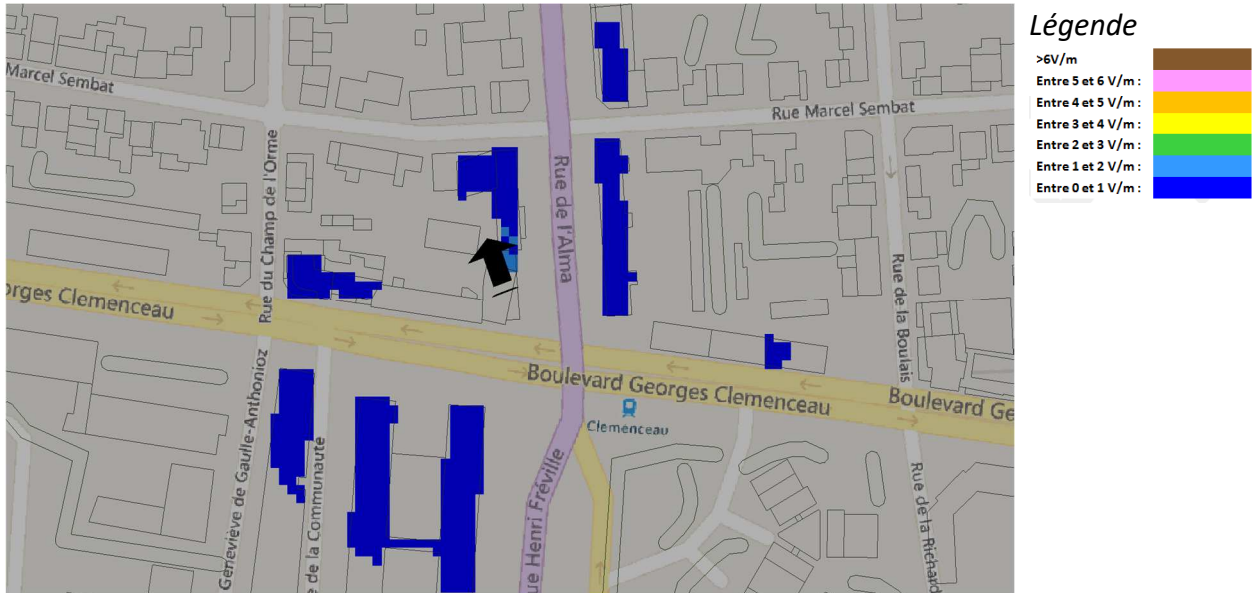 Marcel Sembat
Rue du Champ de l'Orme
Rue de l'Alma
Rue Marcel Sembat
orges Clemenceau
Boulevard Georges Clemenceau
Boulevard Ge
Clemenceau
Rue de la Boulais
Geneviève de Gaulle-Anthonioz
e de la Communaute
ue Henri Fréville
Rue de la Richard
Légende
>6V/m
Entre 5 et 6 V/m :
Entre 4 et 5 V/m :
Entre 3 et 4 V/m :
Entre 2 et 3 V/m :
Entre 1 et 2 V/m :
Entre 0 et 1 V/m :